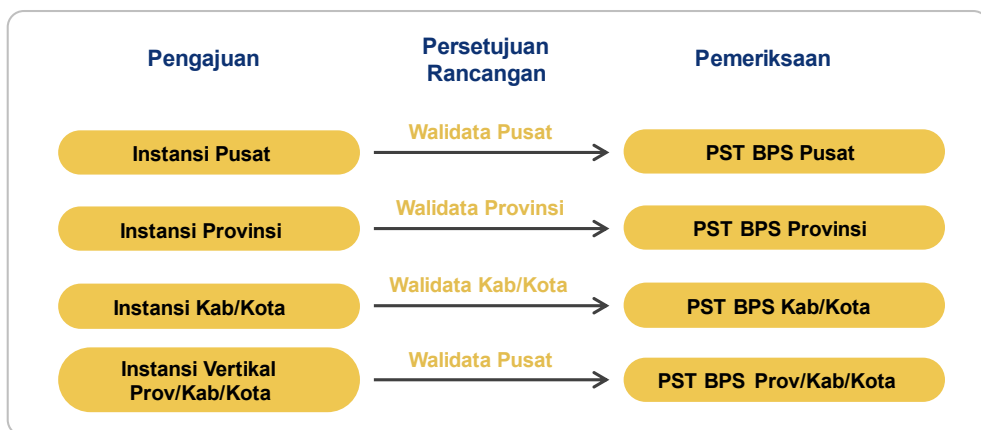 Pengajuan
Persetujuan
Rancangan
Pemeriksaan
Instansi Pusat
Walidata Pusat
PST BPS Pusat
Instansi Provinsi
Walidata Provinsi
PST BPS Provinsi
Instansi Kab/Kota
Walidata Kab/Kota
PST BPS Kab/Kota
Instansi Vertikal
Prov/Kab/Kota
Walidata Pusat
PST BPS Prov/Kab/Kota